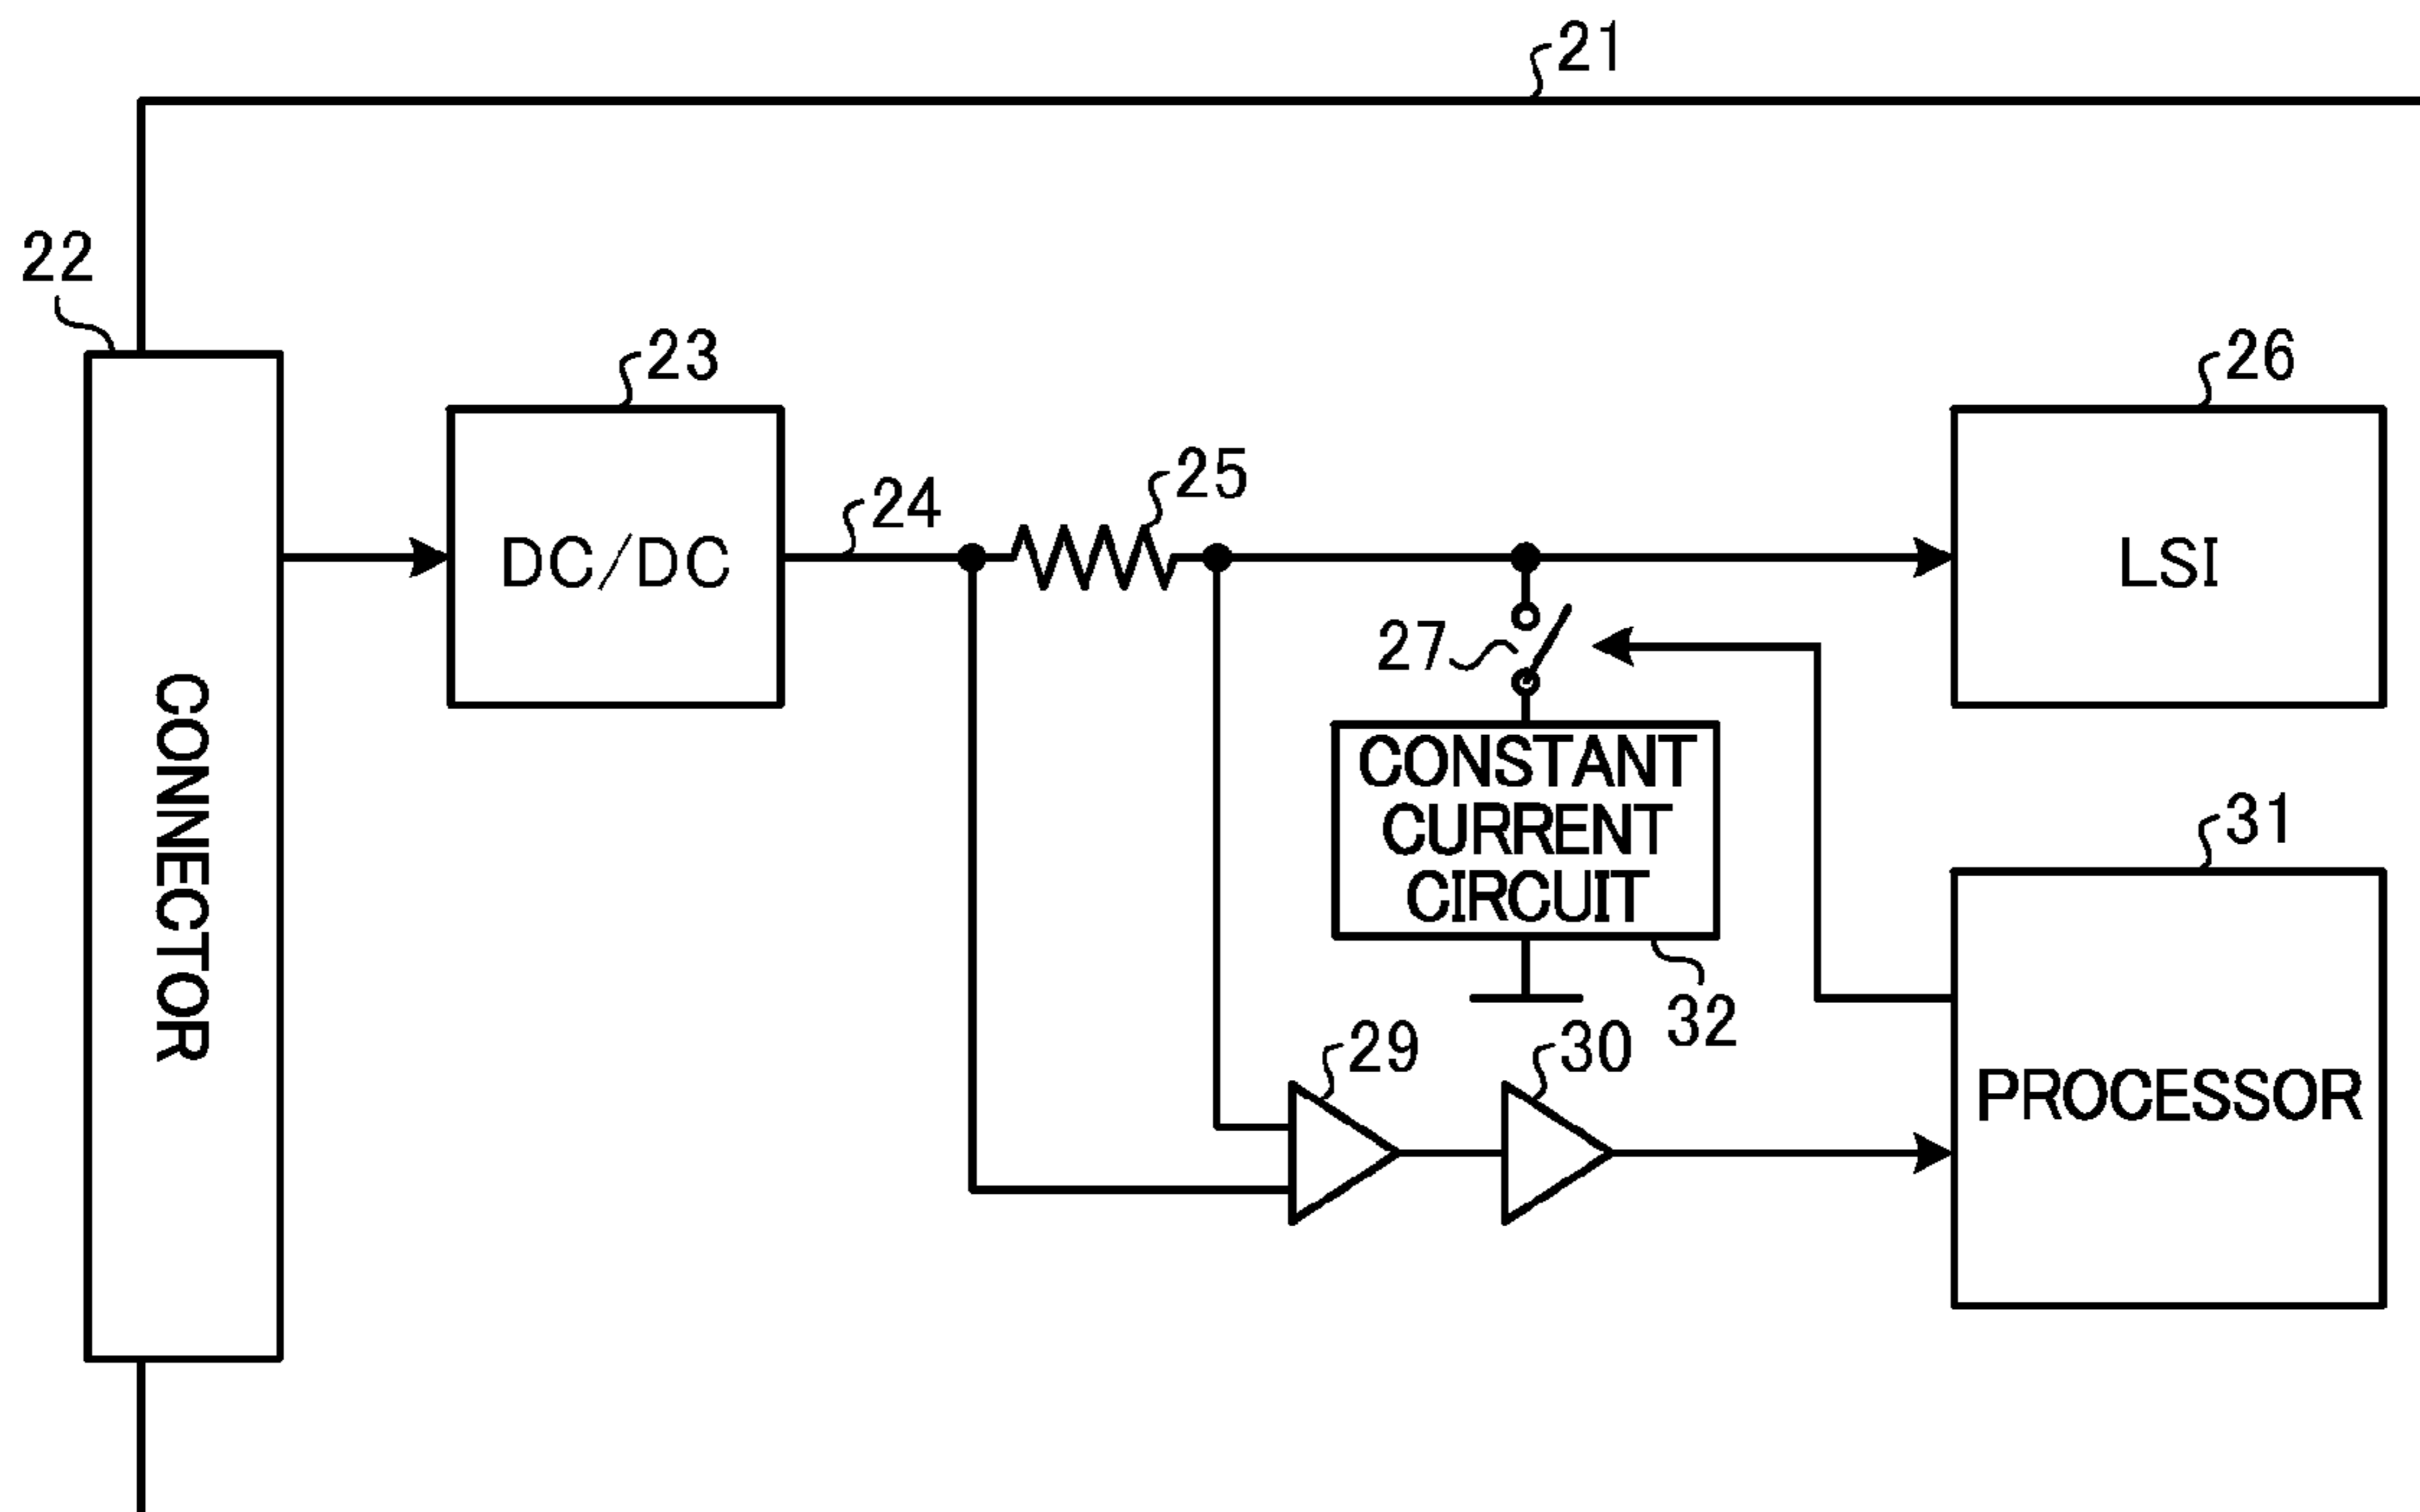 21
22
23
26
25
24
DC/DC
LSI
27
CONNECTOR
CONSTANT
CURRENT
CIRCUIT
31
32
29
30
PROCESSOR